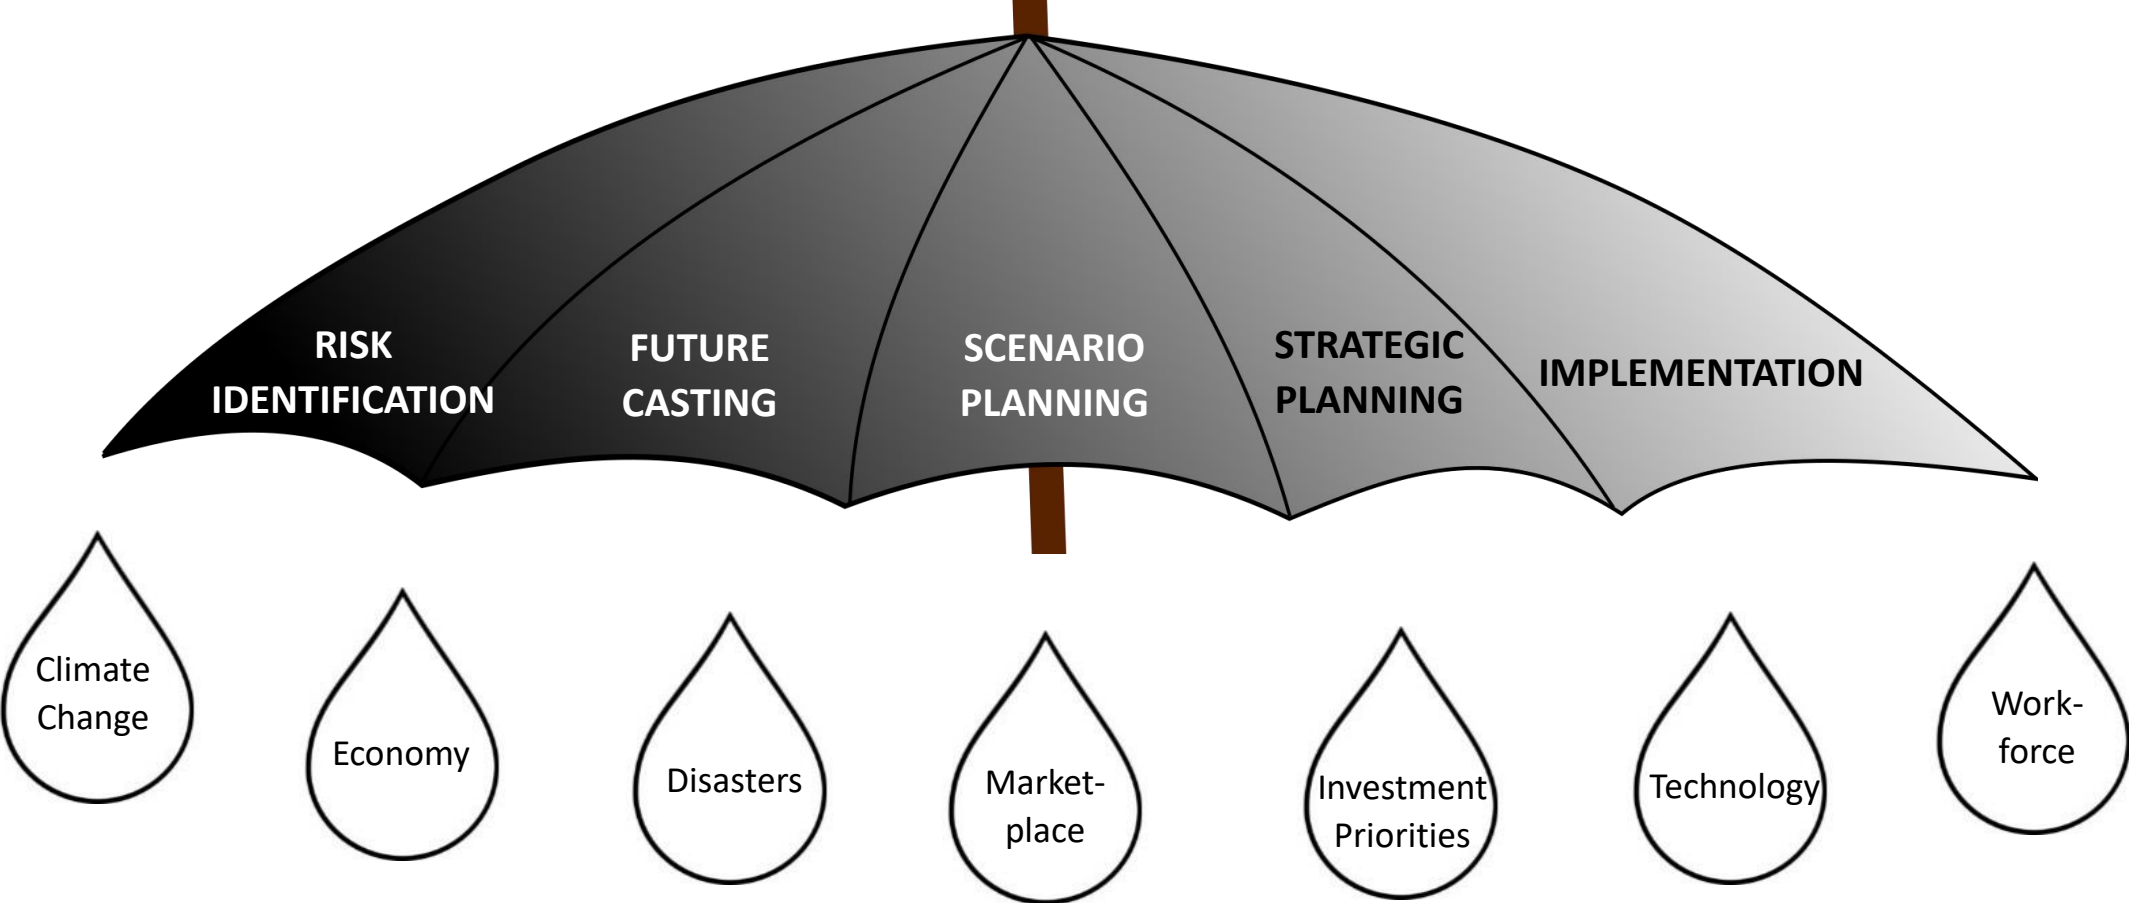 RISK
IDENTIFICATION
FUTURE
CASTING
SCENARIO
PLANNING
STRATEGIC
PLANNING
IMPLEMENTATION
Climate
Change
Economy
Disasters
Market-
place
Investment
Priorities
Technology
Work-
force